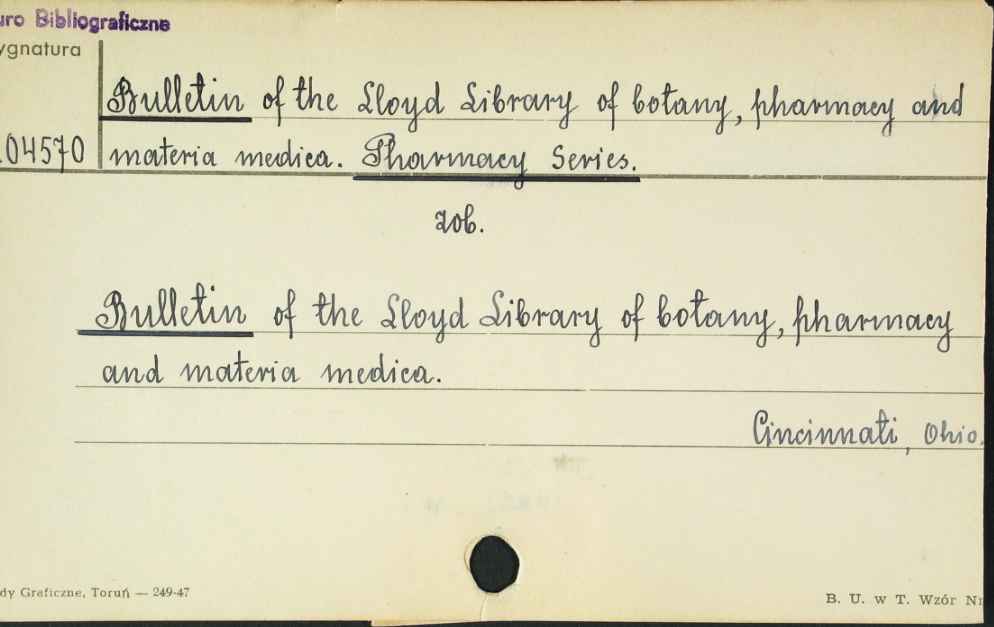 uro Bibliograficzne
ygnatura
Bulletin of the Lloyd Library of botany, pharmacy and
04570 materia medica. Pharmacy Series.
zob.
Bulletin of the Lloyd Library of botany, pharmacy
and materia medica.
Cincinnati, Ohio.
dy Graficzne, Toruń — 249-47
B. U. w T. Wzór Nr